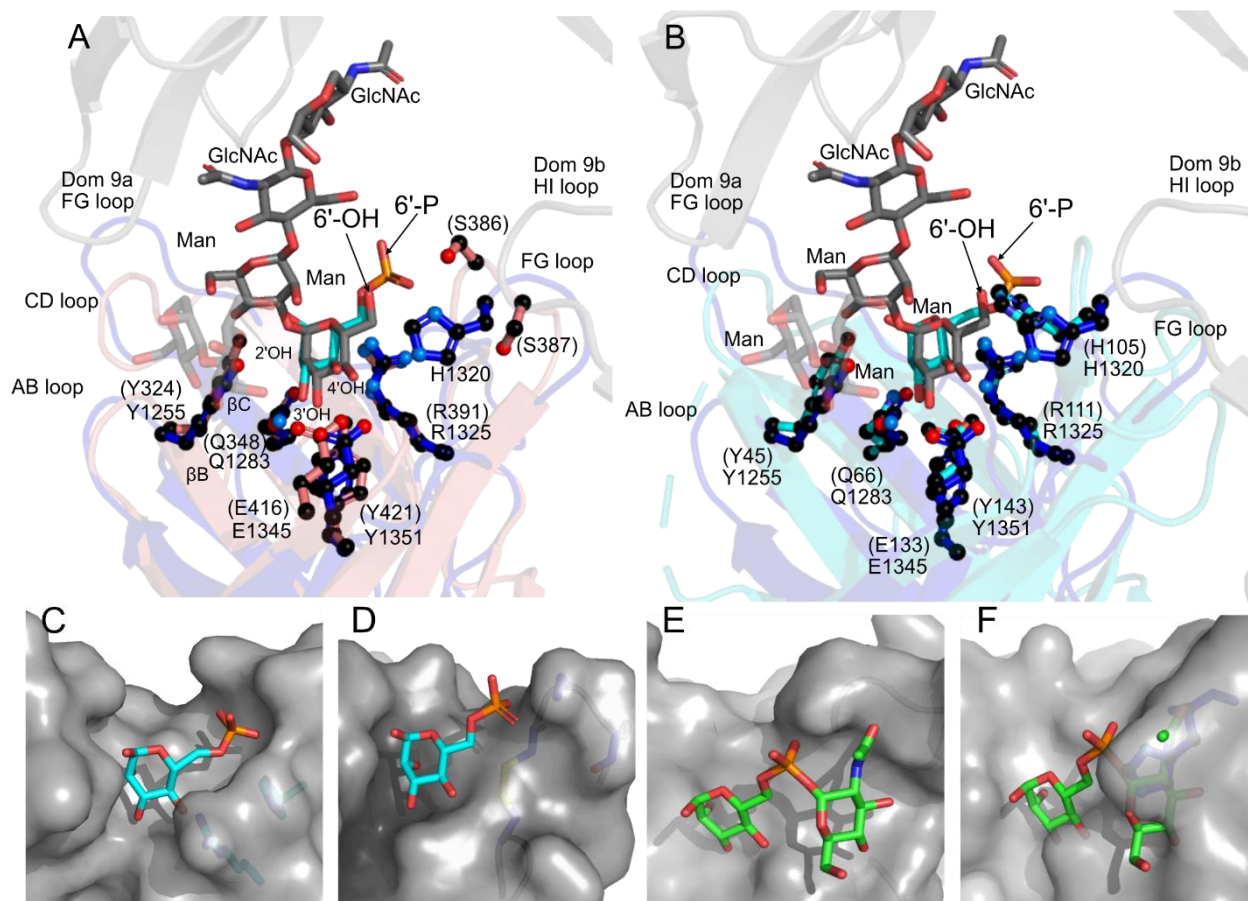 A
GlcNAc
GlcNAc
Dom 9a
FG loop
Dom 9b
HI loop
6'-OH
6'-P
(S386)
Man
Man
FG loop
CD loop
(S387)
2'OH
H1320
AB loop
4'OH
(Y324)
Y1255
βC
3'OH
(R391)
R1325
(Q348)
Q1283
βB
(E416)
E1345
(Y421)
Y1351
B
GlcNAc
GlcNAc
Dom 9a
FG loop
Dom 9b
HI loop
6'-OH
6'-P
CD loop
Man
Man
FG loop
Man
(H105)
H1320
Man
AB loop
(R111)
R1325
(Y45)
Y1255
(Q66)
Q1283
(Y143)
Y1351
(E133)
E1345
C
D
E
F